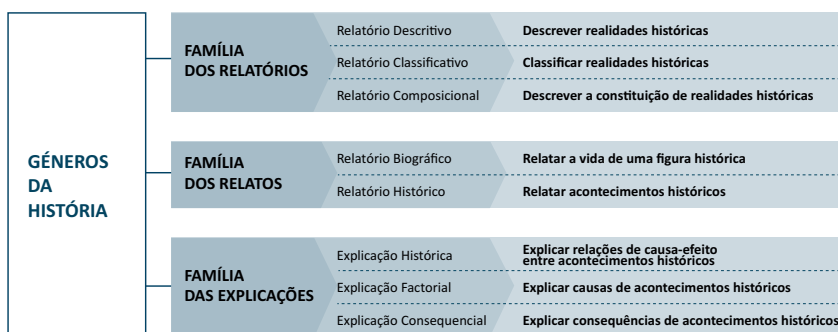 GÉNEROS
DA
HISTÓRIA
FAMÍLIA
DOS RELATÓRIOS
Relatório Descritivo
Descrever realidades históricas
Relatório Classificativo
Classificar realidades históricas
Relatório Composicional
Descrever a constituição de realidades históricas
FAMÍLIA
DOS RELATOS
Relatório Biográfico
Relatar a vida de uma figura histórica
Relatório Histórico
Relatar acontecimentos históricos
FAMÍLIA
DAS EXPLICAÇÕES
Explicação Histórica
Explicar relações de causa-efeito
entre acontecimentos históricos
Explicação Factorial
Explicar causas de acontecimentos históricos
Explicação Consequencial
Explicar consequências de acontecimentos históricos